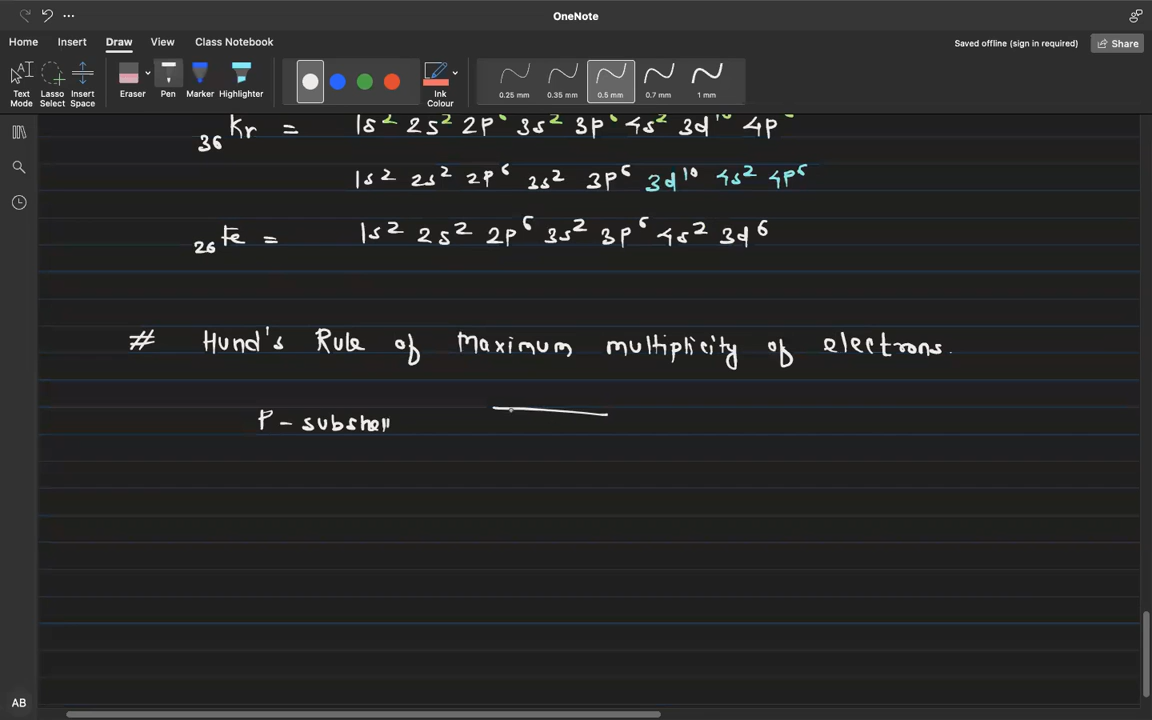 OneNote
Home Insert Draw View Class Notebook
Saved offline (sign in required) Share
Text Mode Lasso Select Insert Space Eraser Pen Marker Highlighter Ink Colour 0.25 mm 0.35 mm 0.5 mm 0.7 mm 1 mm
₃₆Kr = 1s² 2s² 2p⁶ 3s² 3p⁶ 4s² 3d¹⁰ 4p⁶
1s² 2s² 2p⁶ 3s² 3p⁶ 3d¹⁰ 4s² 4p⁶
₂₆Fe = 1s² 2s² 2p⁶ 3s² 3p⁶ 4s² 3d⁶
# Hund's Rule of Maximum multiplicity of electrons.
P - subshell
AB